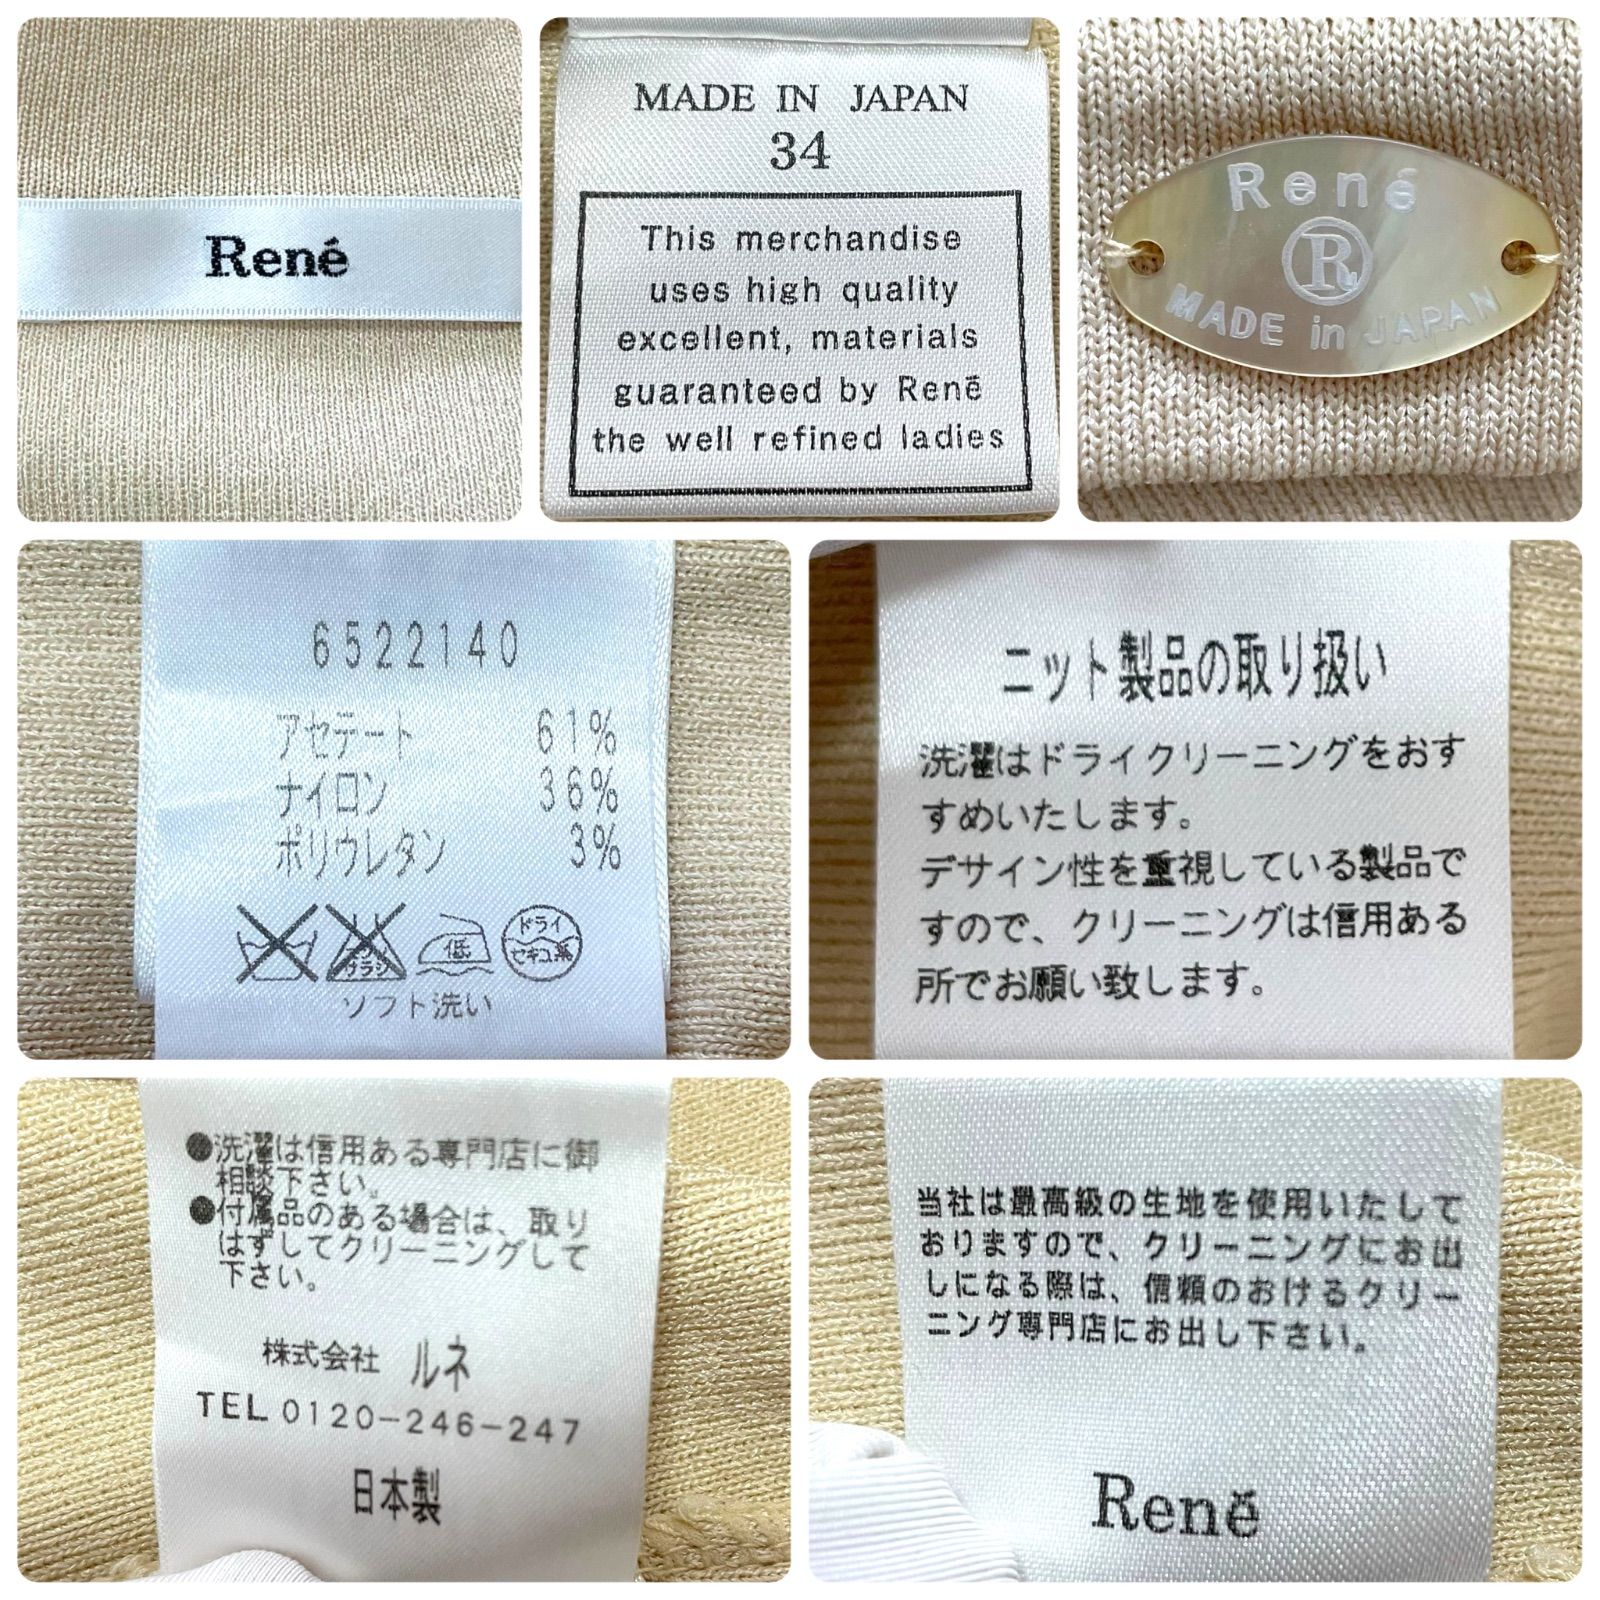 René
MADE IN JAPAN
34
This merchandise
uses high quality
excellent, materials
guaranteed by René
the well refined ladies
René
R
MADE in JAPAN
6522140
アセテート 61%
ナイロン 36%
ポリウレタン 3%
サラシ 低 ドライ
セキユ系
ソフト洗い
ニット製品の取り扱い
洗濯はドライクリーニングをおす
すめいたします。
デザイン性を重視している製品で
すので、クリーニングは信用ある
所でお願い致します。
●洗濯は信用ある専門店に御
相談下さい。
●付属品のある場合は、取り
はずしてクリーニングして
下さい。
株式会社 ルネ
TEL 0120-246-247
日本製
当社は最高級の生地を使用いたして
おりますので、クリーニングにお出
しになる際は、信頼のおけるクリー
ニング専門店にお出し下さい。
René